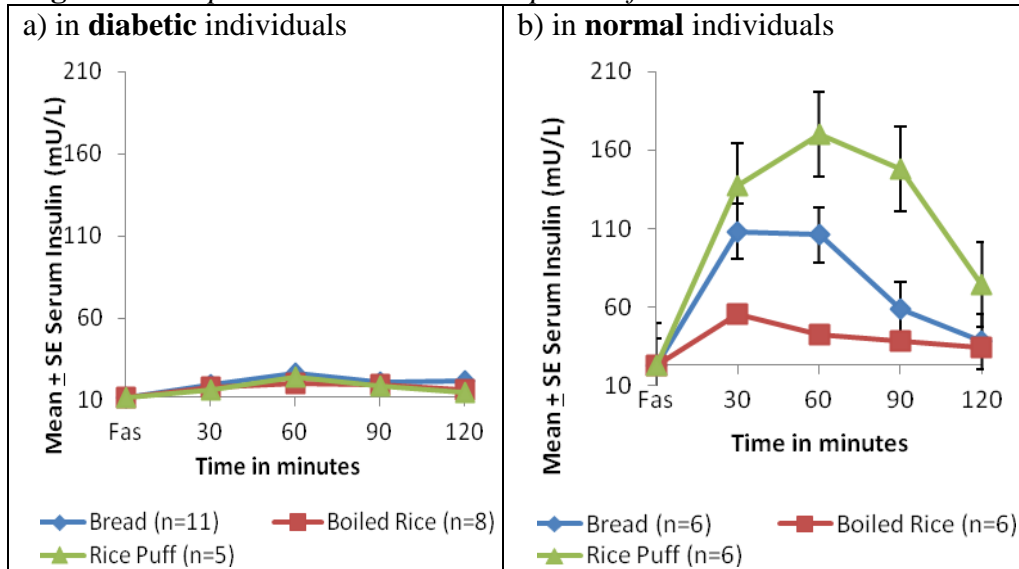 a) in diabetic individuals
210
160
110
60
10
Mean ± SE Serum Insulin (mU/L)
Fas 30 60 90 120
Time in minutes
Bread (n=11) Boiled Rice (n=8)
Rice Puff (n=5)
b) in normal individuals
210
160
110
60
10
Mean ± SE Serum Insulin (mU/L)
Fas 30 60 90 120
Time in minutes
Bread (n=6) Boiled Rice (n=6)
Rice Puff (n=6)